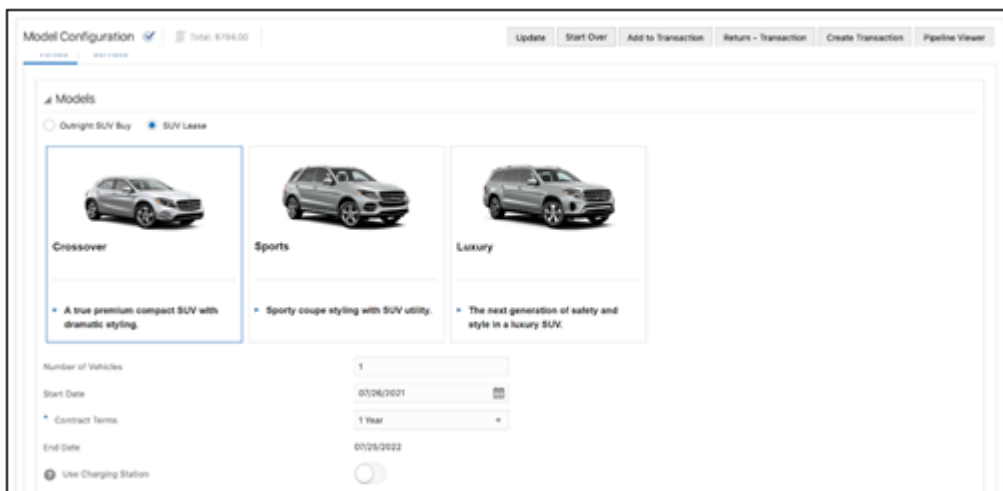 Model Configuration Total: $794.00 Update Start Over Add to Transaction Return - Transaction Create Transaction Pipeline Viewer
Models
Outright SUV Buy SUV Lease
Crossover Sports Luxury
A true premium compact SUV with Sporty coupe styling with SUV utility. The next generation of safety and
dramatic styling. style in a luxury SUV.
Number of Vehicles 1
Start Date 07/26/2021
* Contract Terms 1 Year
End Date 07/25/2022
Use Charging Station